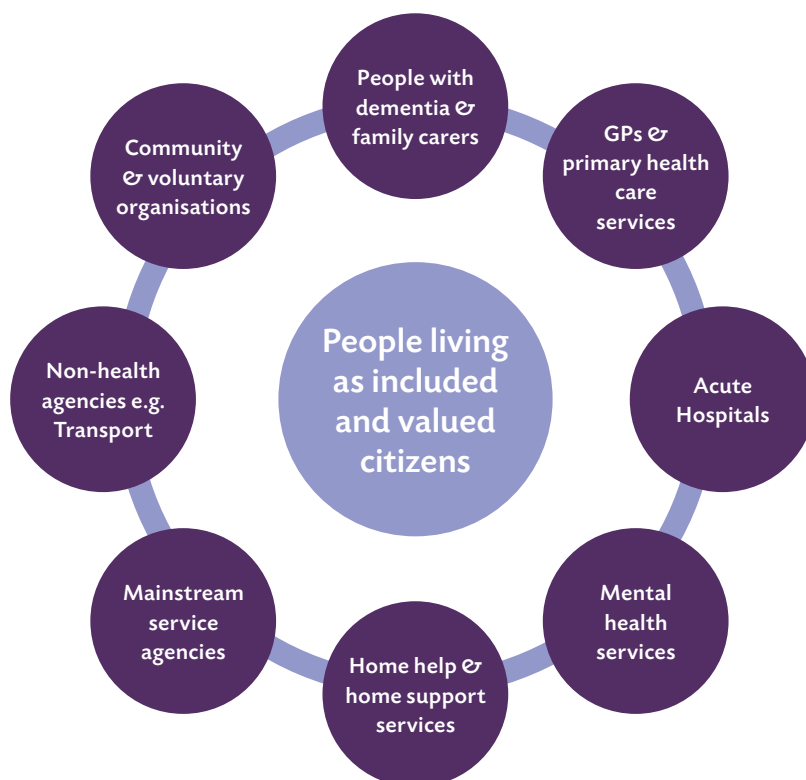 People with
dementia &
family carers
GPs &
primary health
care
services
Acute
Hospitals
Mental
health
services
Home help &
home support
services
Mainstream
service
agencies
Non-health
agencies e.g.
Transport
Community
& voluntary
organisations
People living
as included
and valued
citizens